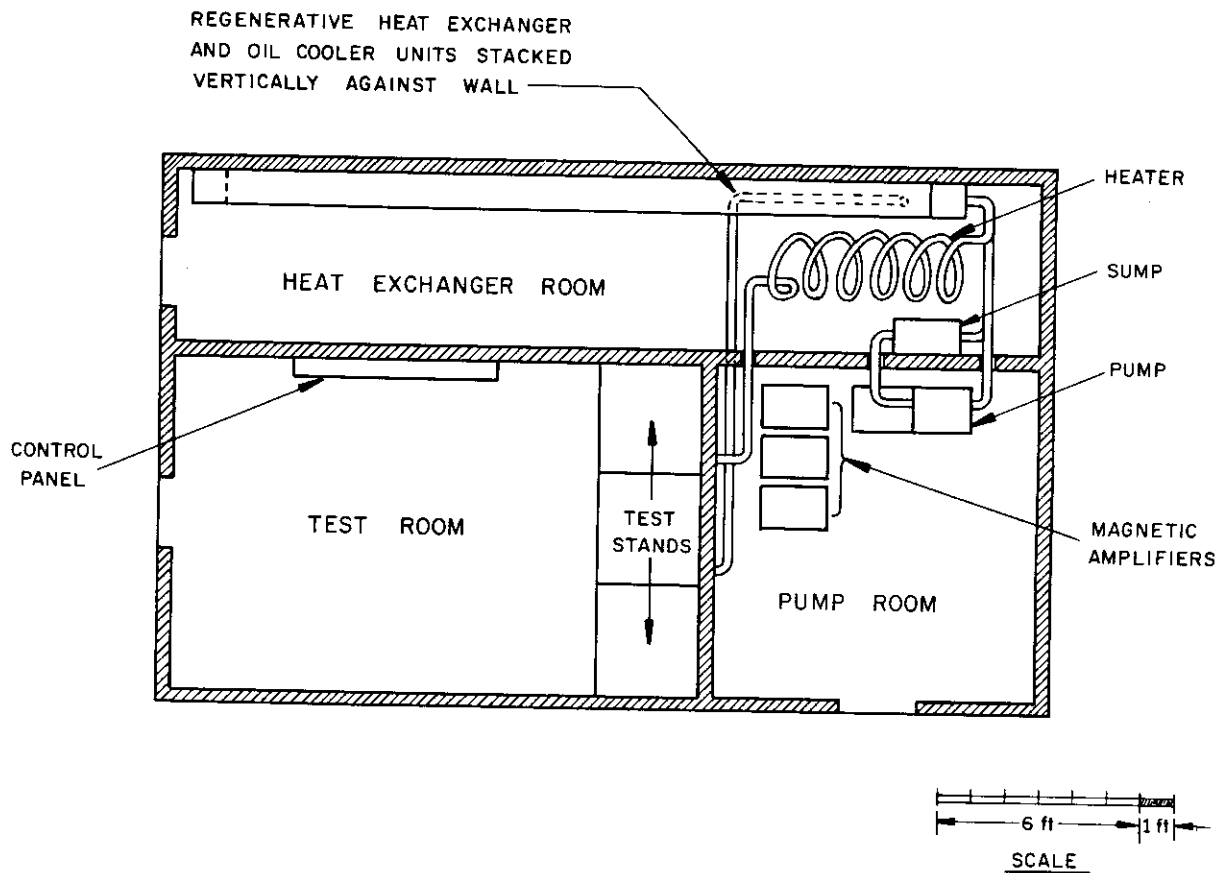 REGENERATIVE HEAT EXCHANGER
AND OIL COOLER UNITS STACKED
VERTICALLY AGAINST WALL
HEATER
HEAT EXCHANGER ROOM
SUMP
PUMP
CONTROL
PANEL
TEST ROOM
TEST
STANDS
MAGNETIC
AMPLIFIERS
PUMP ROOM
6 ft
1 ft
SCALE